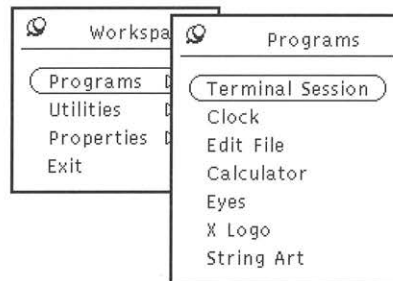 Workspa
Programs
Utilities
Properties
Exit
Programs
Terminal Session
Clock
Edit File
Calculator
Eyes
X Logo
String Art